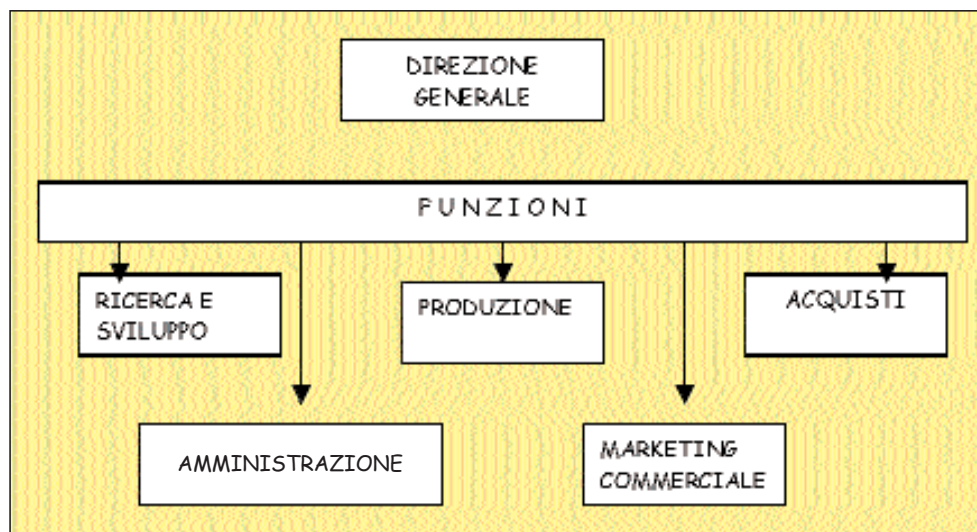 DIREZIONE
GENERALE
FUNZIONI
RICERCA E
SVILUPPO
PRODUZIONE
ACQUISTI
AMMINISTRAZIONE
MARKETING
COMMERCIALE